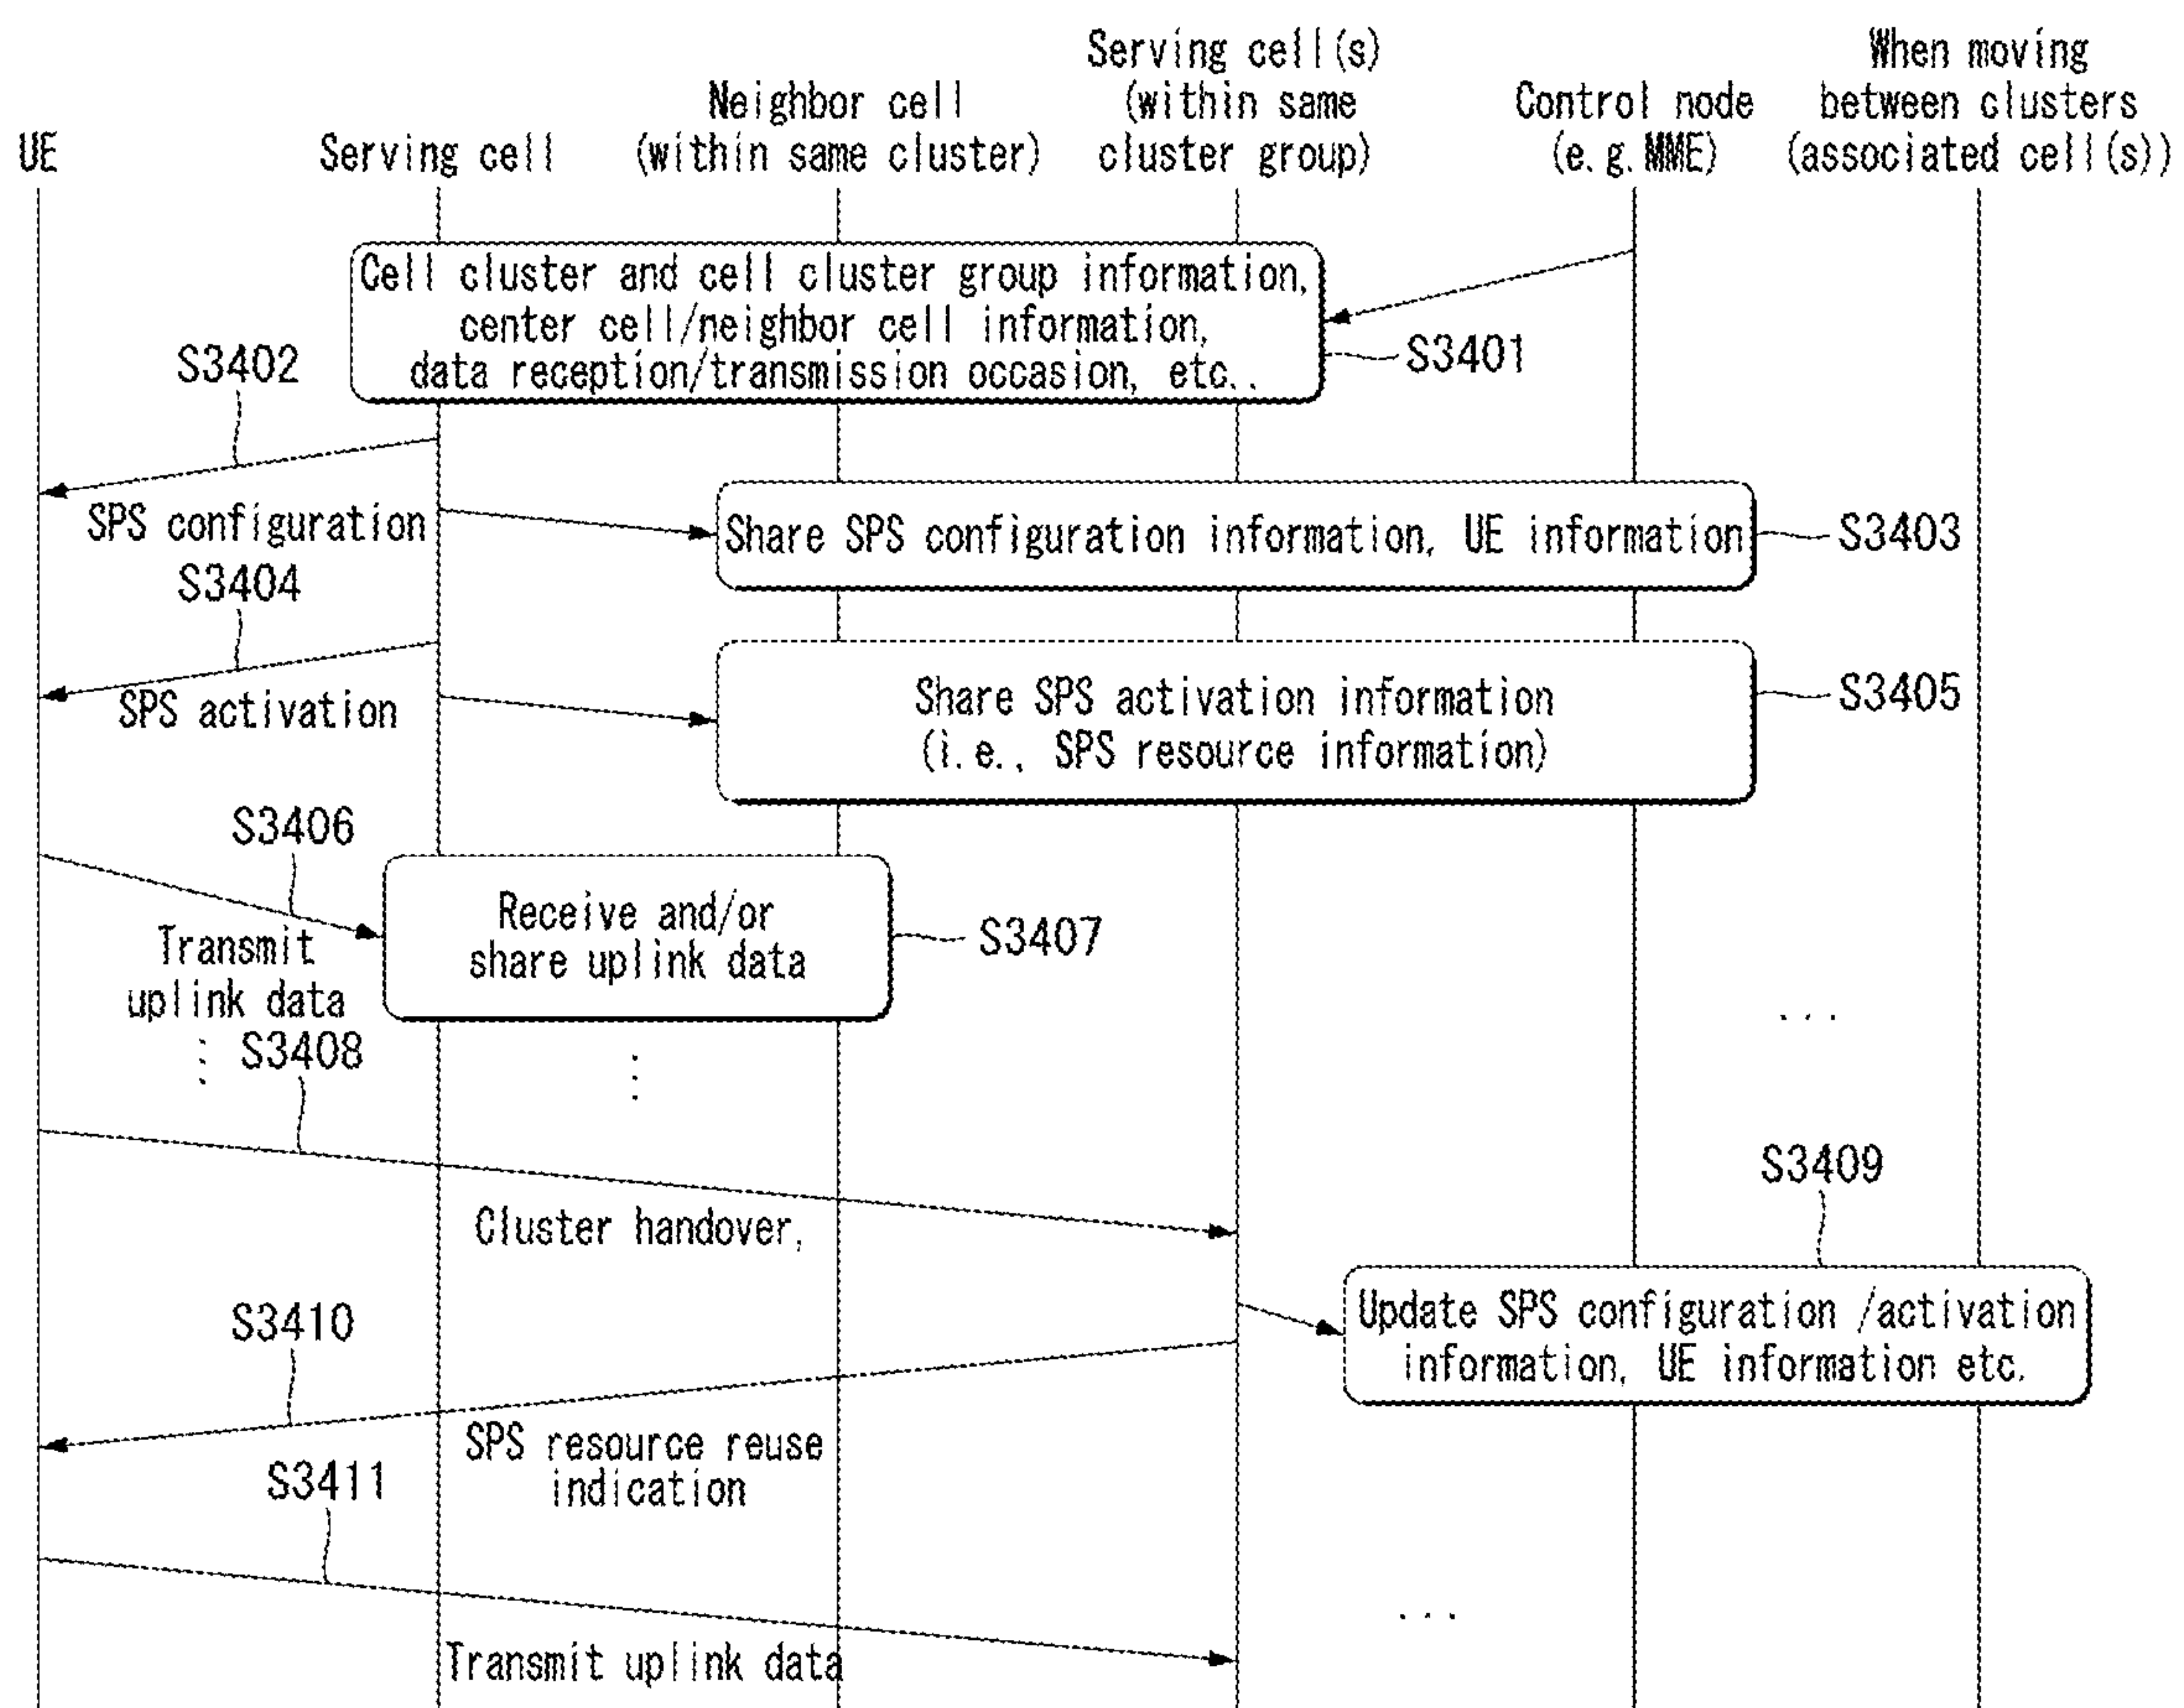 UE
Serving cell
Neighbor cell
(within same cluster)
Serving cell(s)
(within same
cluster group)
Control node
(e.g.MME)
When moving
between clusters
(associated cell(s))
Cell cluster and cell cluster group information,
center cell/neighbor cell information,
data reception/transmission occasion, etc..
S3401
S3402
SPS configuration
Share SPS configuration information, UE information
S3403
S3404
SPS activation
Share SPS activation information
(i.e., SPS resource information)
S3405
S3406
Transmit
uplink data
Receive and/or
share uplink data
S3407
...
S3408
Cluster handover,
S3409
Update SPS configuration /activation
information, UE information etc.
S3410
SPS resource reuse
indication
S3411
Transmit uplink data
...